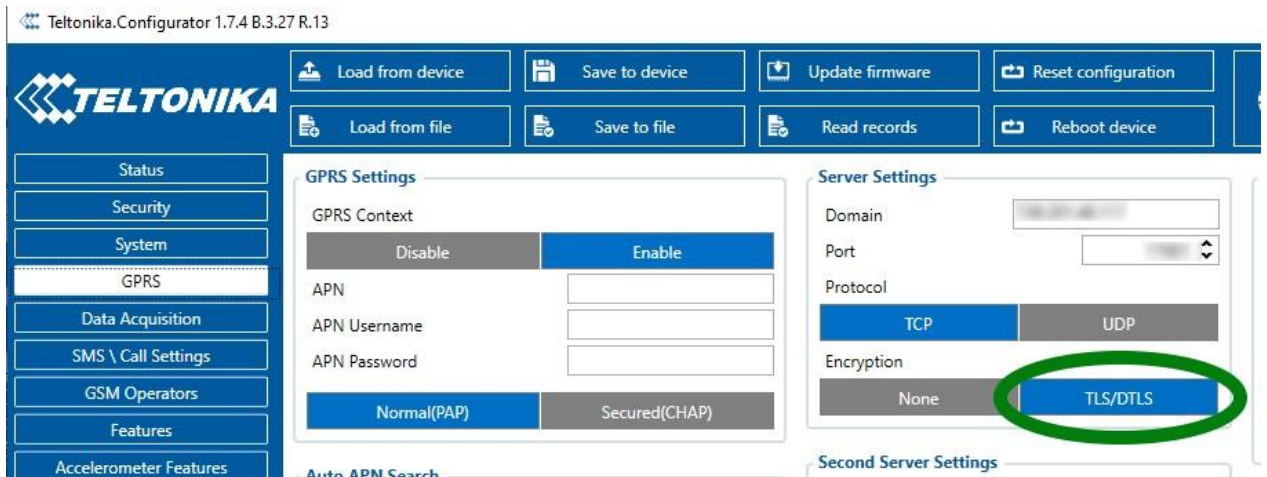 Teltonika.Configurator 1.7.4 B.3.27 R.13
TELTONIKA
Load from device
Save to device
Update firmware
Reset configuration
Load from file
Save to file
Read records
Reboot device
Status
Security
System
GPRS
Data Acquisition
SMS \ Call Settings
GSM Operators
Features
Accelerometer Features
GPRS Settings
GPRS Context
Disable
Enable
APN
APN Username
APN Password
Normal(PAP)
Secured(CHAP)
Auto APN Search
Server Settings
Domain
Port
Protocol
TCP
UDP
Encryption
None
TLS/DTLS
Second Server Settings